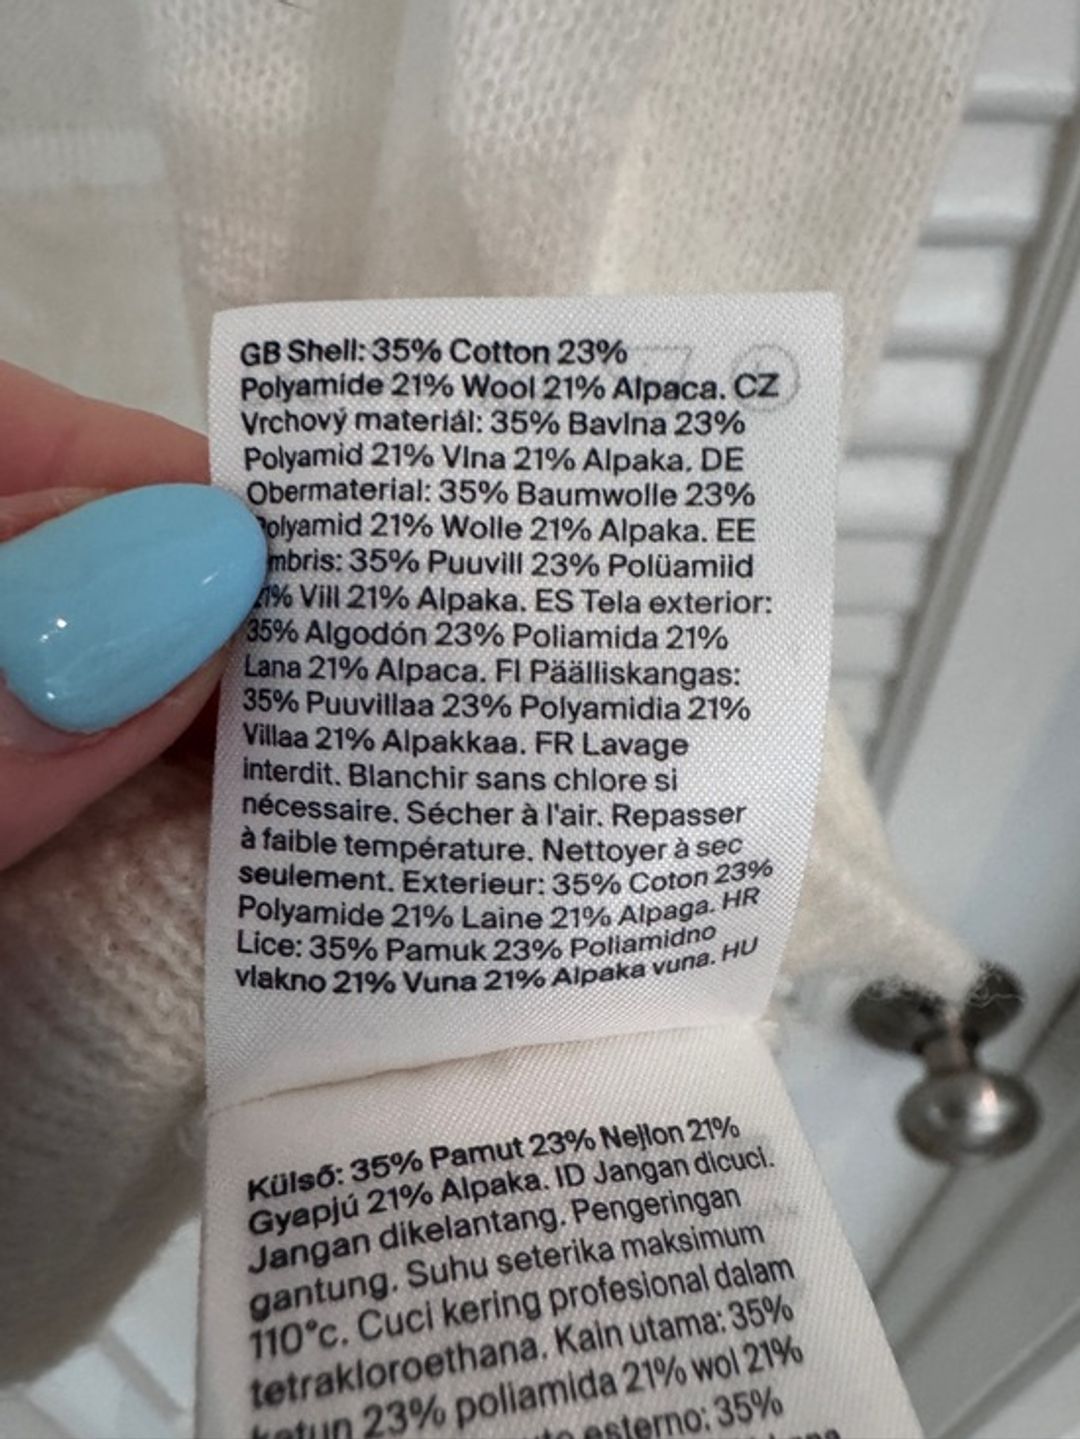 GB Shell: 35% Cotton 23%
Polyamide 21% Wool 21% Alpaca. CZ
Vrchový materiál: 35% Bavlna 23%
Polyamid 21% Vlna 21% Alpaka. DE
Obermaterial: 35% Baumwolle 23%
Polyamid 21% Wolle 21% Alpaka. EE
mbris: 35% Puuvill 23% Polüamiid
21% Vill 21% Alpaka. ES Tela exterior:
35% Algodón 23% Poliamida 21%
Lana 21% Alpaca. FI Päälliskangas:
35% Puuvillaa 23% Polyamidia 21%
Villaa 21% Alpakkaa. FR Lavage
interdit. Blanchir sans chlore si
nécessaire. Sécher à l'air. Repasser
à faible température. Nettoyer à sec
seulement. Exterieur: 35% Coton 23%
Polyamide 21% Laine 21% Alpaga. HR
Lice: 35% Pamuk 23% Poliamidno
vlakno 21% Vuna 21% Alpaka vuna. HU
Külső: 35% Pamut 23% Nejlon 21%
Gyapjú 21% Alpaka. ID Jangan dicuci.
Jangan dikelantang. Pengeringan
gantung. Suhu seterika maksimum
110°c. Cuci kering profesional dalam
tetrakloroethana. Kain utama: 35%
katun 23% poliamida 21% wol 21%
esterno: 35%